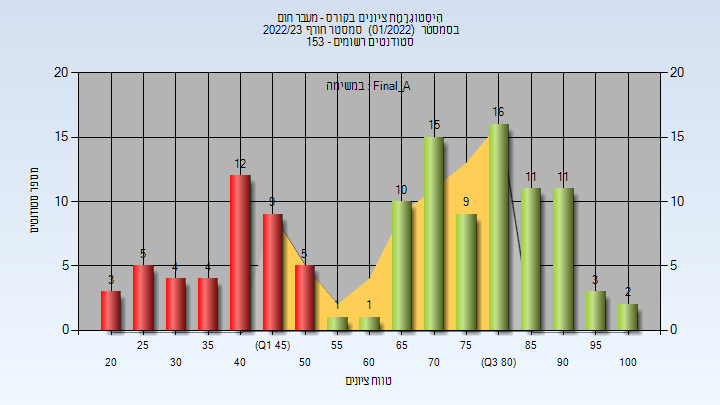 היסטוגרמת ציונים בקורס - מעבר חום
בסמסטר (01/2022) סמסטר חורף 2022/23
סטודנטים רשומים - 153
במשימה : Final_A
20 20
15 15
10 10
5 5
0 0
מספר סטודנטים
3 5 4 4 12 9 5 1 1 10 15 9 16 11 11 3 2
25 35 (Q1 45) 55 65 75 85 95
20 30 40 50 60 70 (Q3 80) 90 100
טווח ציונים